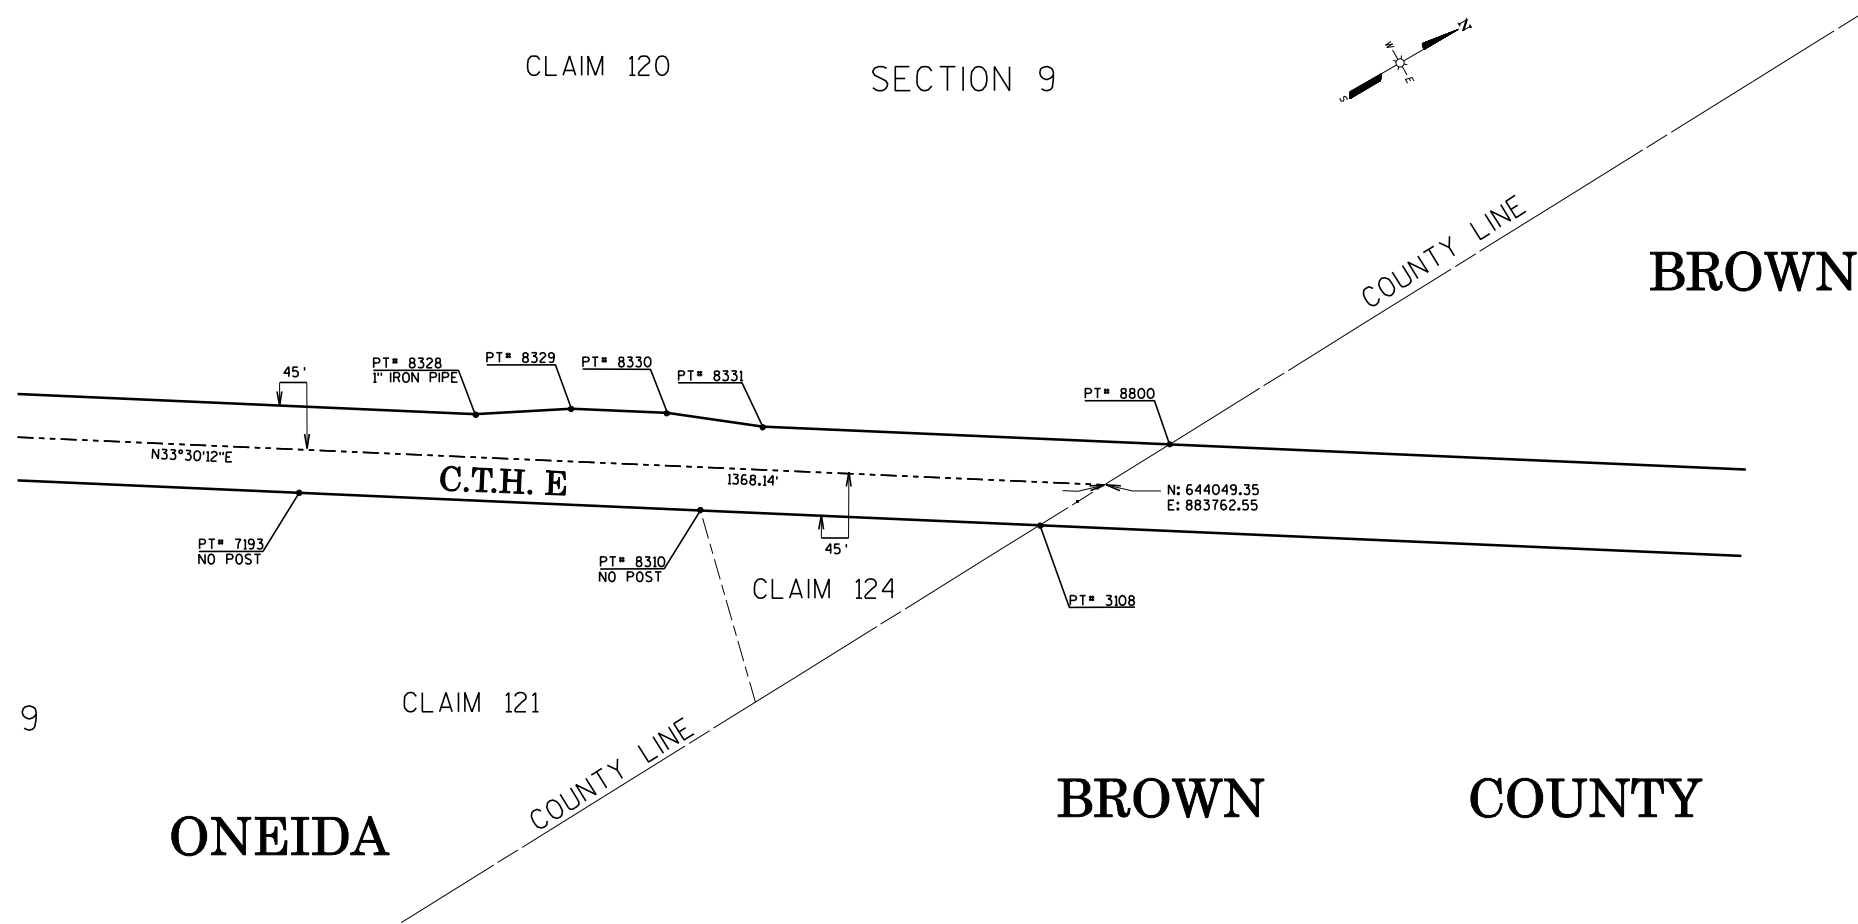 CLAIM 120
SECTION 9
N
W
E
S
COUNTY LINE
BROWN
PT# 8328
1" IRON PIPE
PT# 8329
PT# 8330
PT# 8331
45'
PT# 8800
N33°30'12"E
C.T.H. E
1368.14'
N: 644049.35
E: 883762.55
PT# 7193
NO POST
PT# 8310
NO POST
45'
CLAIM 124
PT# 3108
CLAIM 121
9
COUNTY LINE
ONEIDA
BROWN COUNTY